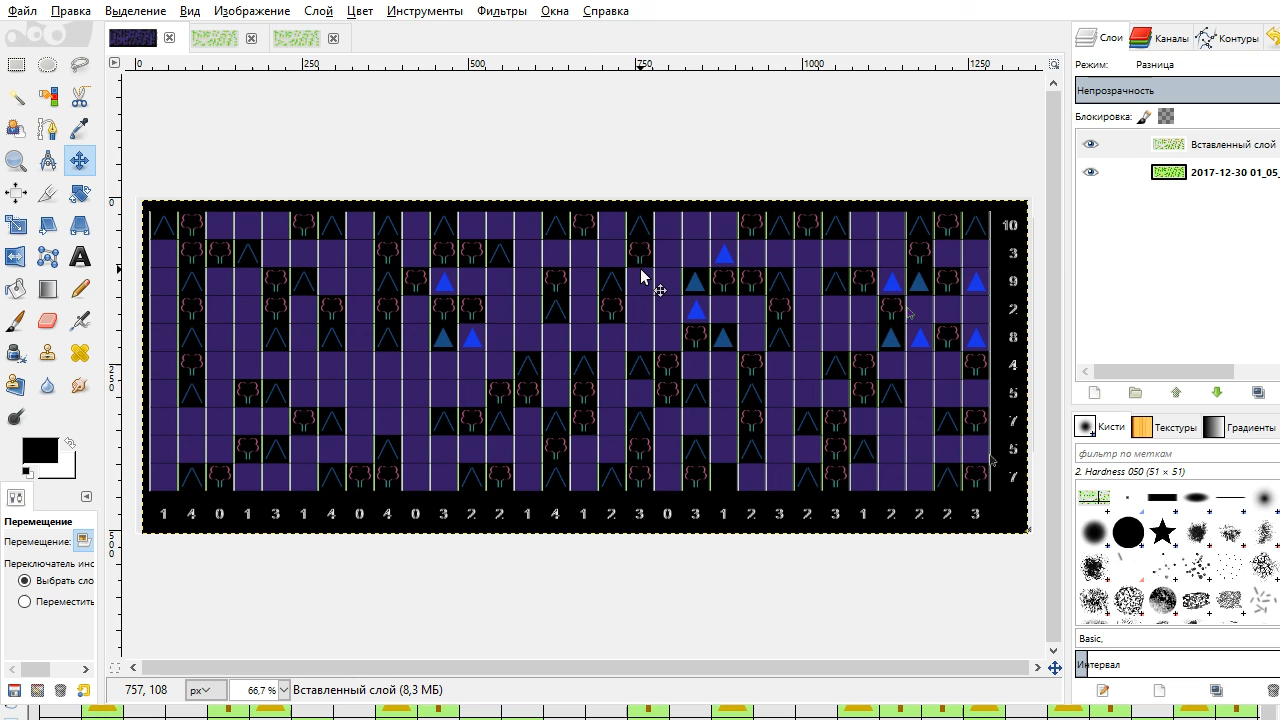 Файл Правка Выделение Вид Изображение Слой Цвет Инструменты Фильтры Окна Справка
Слои Каналы Контуры
0 250 500 750 1000 1250
Режим: Разница
Непрозрачность
Блокировка:
Вставленный слой
2017-12-30 01_05_
0
250
500
10
3
9
2
8
4
5
7
5
7
1 4 0 1 3 1 4 0 4 0 4 2 2 1 4 1 2 3 0 3 1 2 3 2 3 1 2 2 2 3
Кисти Текстуры Градиенты
фильтр по меткам
2. Hardness 050 (51 × 51)
Перемещение
Перемещение:
Переключатель инс
Выбрать сло
Переместить
Basic,
Интервал
757, 108 px 66,7 % Вставленный слой (8,3 МБ)